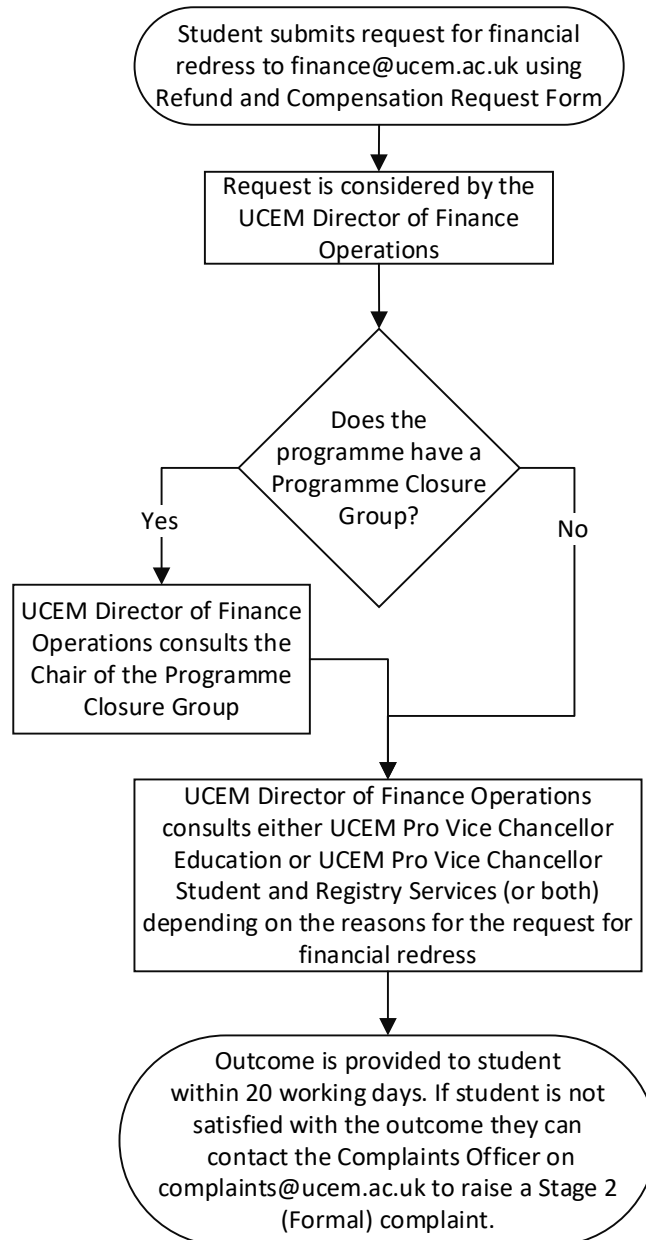 Student submits request for financial
redress to finance@ucem.ac.uk using
Refund and Compensation Request Form
Request is considered by the
UCEM Director of Finance
Operations
Does the
programme have a
Programme Closure
Group?
Yes
No
UCEM Director of Finance
Operations consults the
Chair of the Programme
Closure Group
UCEM Director of Finance Operations
consults either UCEM Pro Vice Chancellor
Education or UCEM Pro Vice Chancellor
Student and Registry Services (or both)
depending on the reasons for the request for
financial redress
Outcome is provided to student
within 20 working days. If student is not
satisfied with the outcome they can
contact the Complaints Officer on
complaints@ucem.ac.uk to raise a Stage 2
(Formal) complaint.